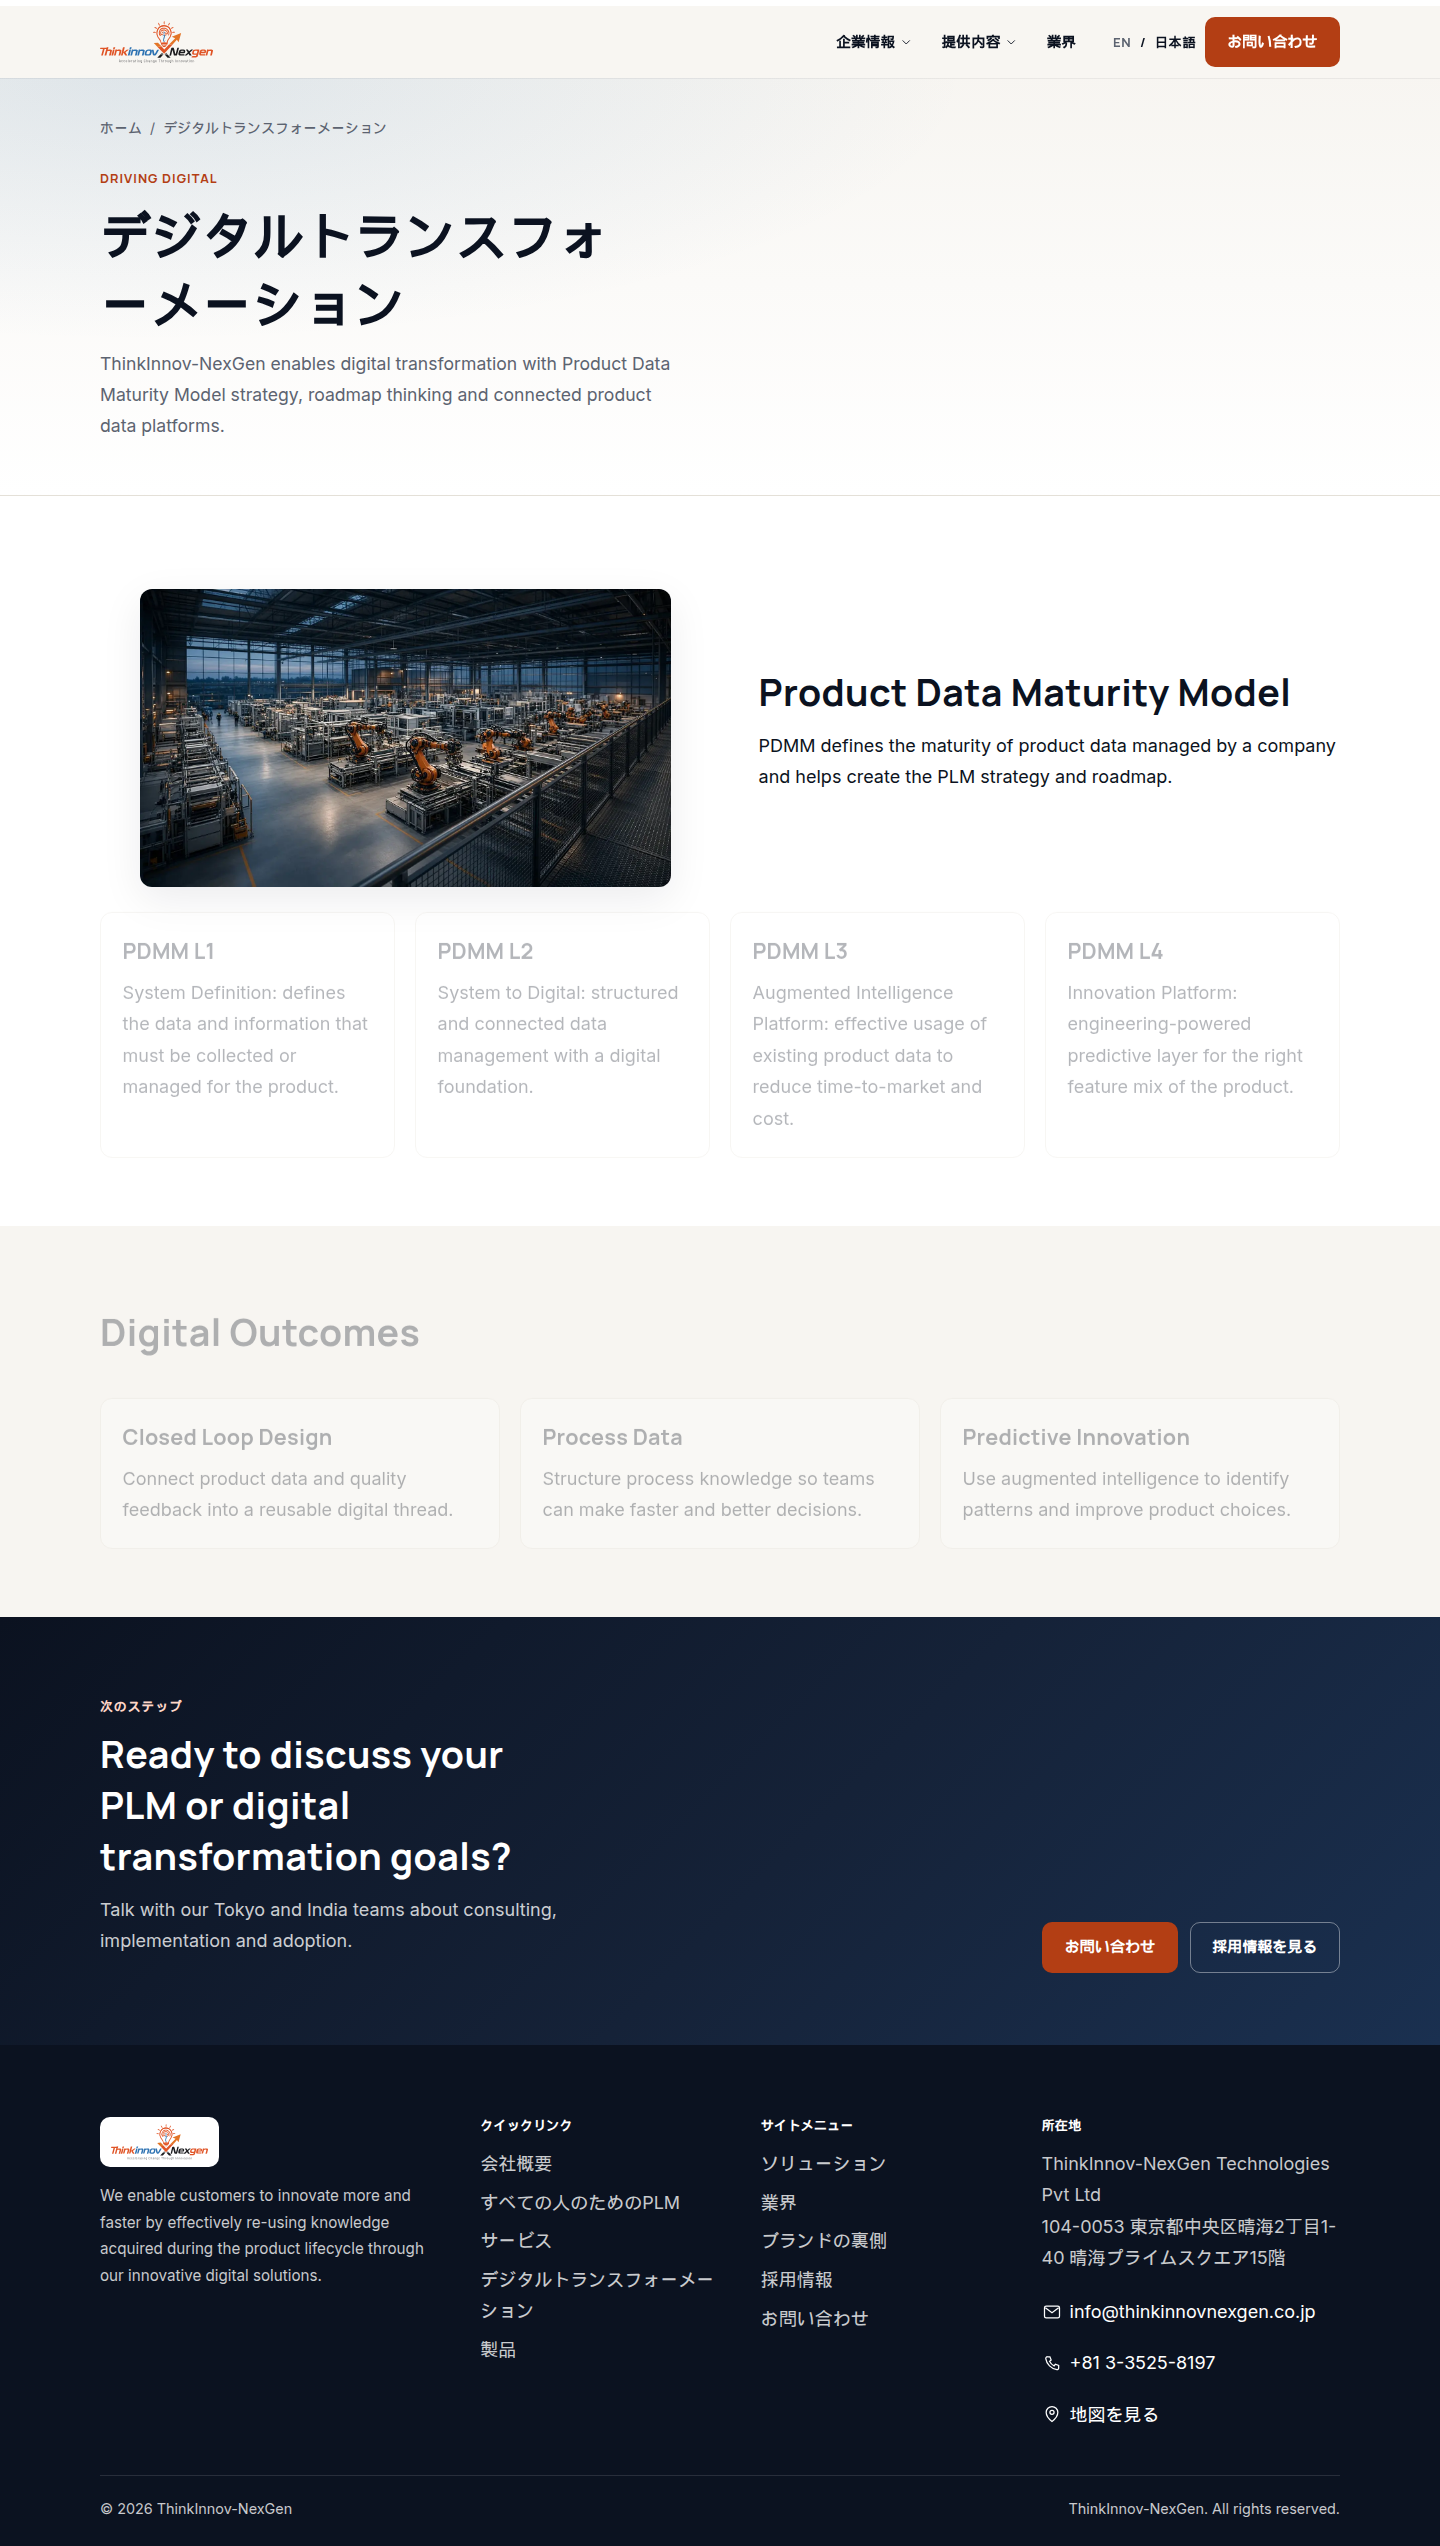 ThinkinnovXNexgen
企業情報
提供内容
業界
EN / 日本語
お問い合わせ
ホーム / デジタルトランスフォーメーション
DRIVING DIGITAL
デジタルトランスフォ
ーメーション
ThinkInnov-NexGen enables digital transformation with Product Data
Maturity Model strategy, roadmap thinking and connected product
data platforms.
Product Data Maturity Model
PDMM defines the maturity of product data managed by a company
and helps create the PLM strategy and roadmap.
PDMM L1
System Definition: defines
the data and information that
must be collected or
managed for the product.
PDMM L2
System to Digital: structured
and connected data
management with a digital
foundation.
PDMM L3
Augmented Intelligence
Platform: effective usage of
existing product data to
reduce time-to-market and
cost.
PDMM L4
Innovation Platform:
engineering-powered
predictive layer for the right
feature mix of the product.
Digital Outcomes
Closed Loop Design
Connect product data and quality
feedback into a reusable digital thread.
Process Data
Structure process knowledge so teams
can make faster and better decisions.
Predictive Innovation
Use augmented intelligence to identify
patterns and improve product choices.
次のステップ
Ready to discuss your
PLM or digital
transformation goals?
Talk with our Tokyo and India teams about consulting,
implementation and adoption.
お問い合わせ
採用情報を見る
ThinkinnovXNexgen
We enable customers to innovate more and
faster by effectively re-using knowledge
acquired during the product lifecycle through
our innovative digital solutions.
クイックリンク
会社概要
すべての人のためのPLM
サービス
デジタルトランスフォーメー
ション
製品
サイトメニュー
ソリューション
業界
ブランドの裏側
採用情報
お問い合わせ
所在地
ThinkInnov-NexGen Technologies
Pvt Ltd
104-0053 東京都中央区晴海2丁目1-
40 晴海プライムスクエア15階
info@thinkinnovnexgen.co.jp
+81 3-3525-8197
地図を見る
© 2026 ThinkInnov-NexGen
ThinkInnov-NexGen. All rights reserved.